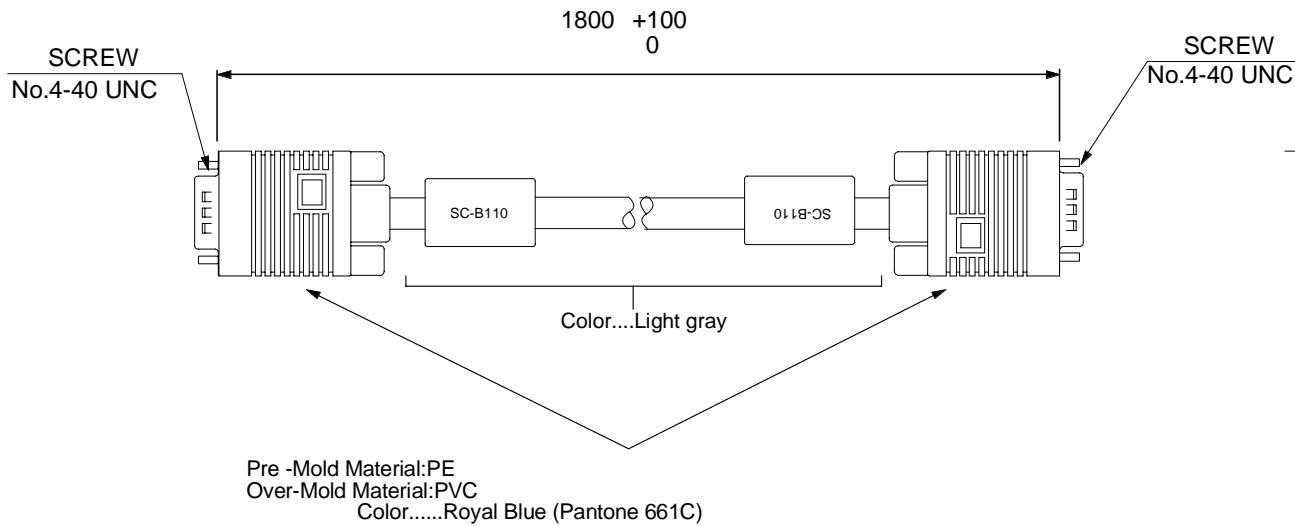 1800 +100
0
SCREW
No.4-40 UNC
SCREW
No.4-40 UNC
SC-B110
SC-B110
Color....Light gray
Pre -Mold Material:PE
Over-Mold Material:PVC
Color......Royal Blue (Pantone 661C)